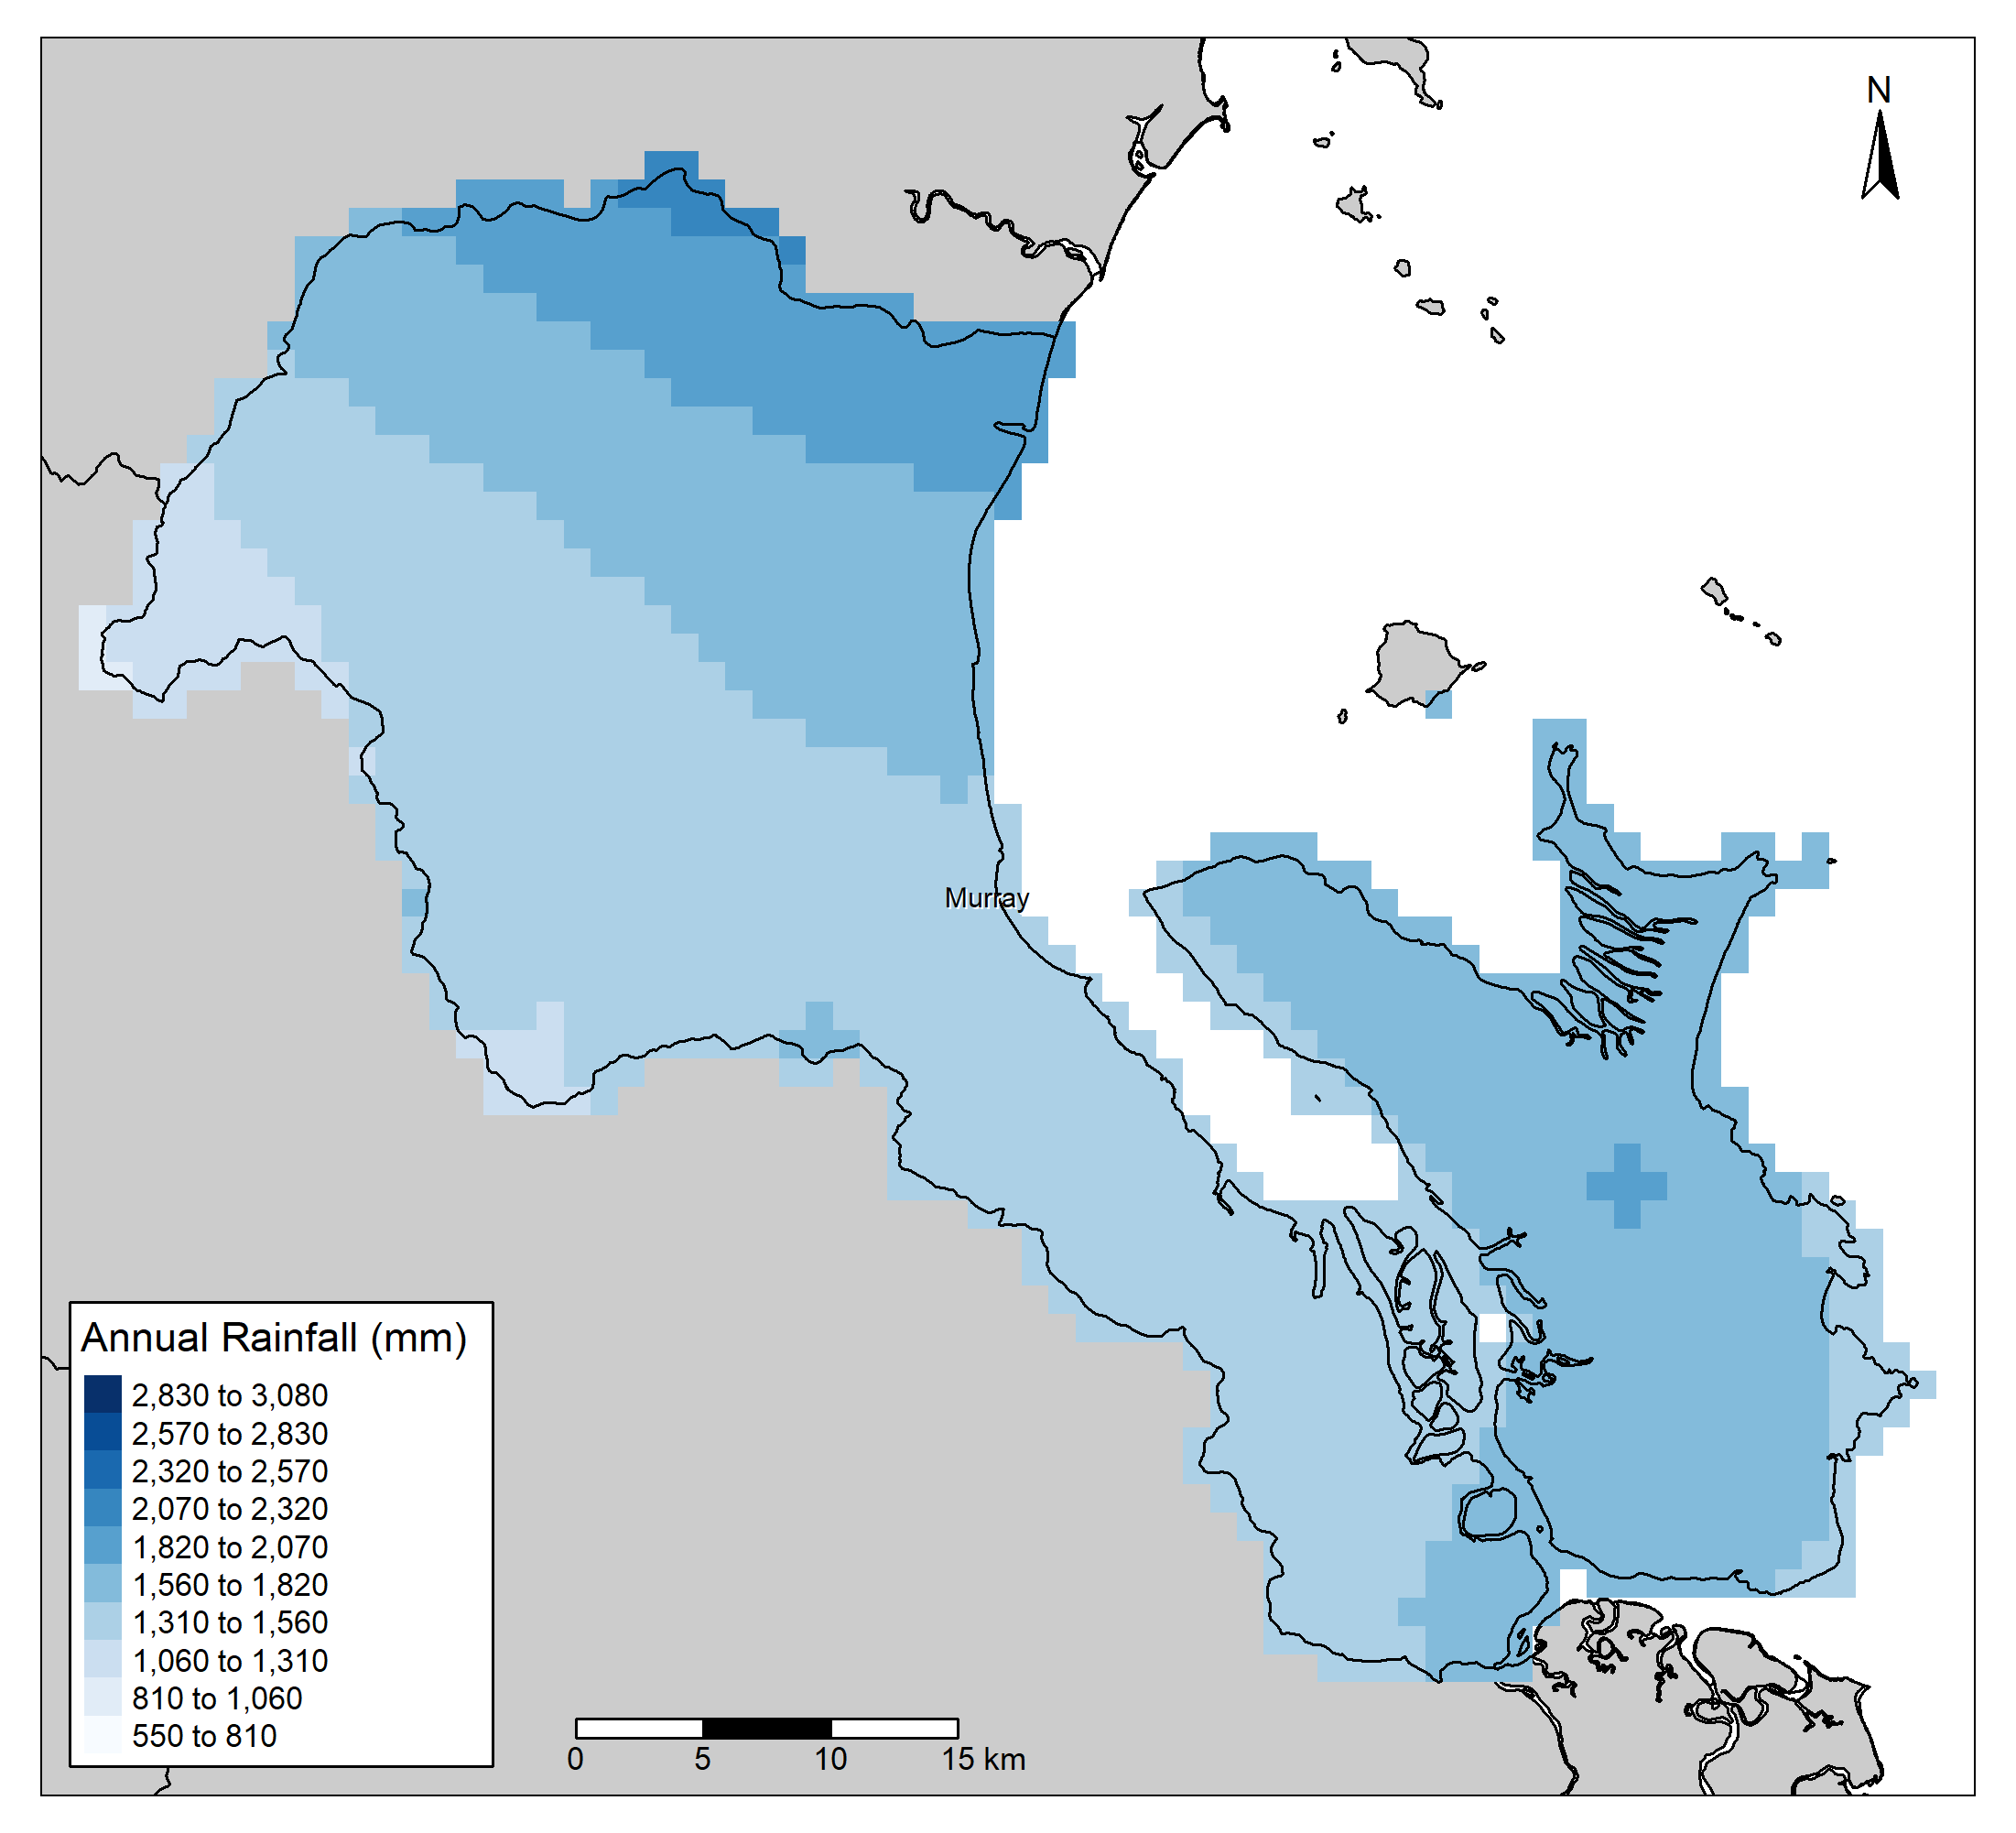 N
Murray
Annual Rainfall (mm)
2,830 to 3,080
2,570 to 2,830
2,320 to 2,570
2,070 to 2,320
1,820 to 2,070
1,560 to 1,820
1,310 to 1,560
1,060 to 1,310
810 to 1,060
550 to 810
0 5 10 15 km